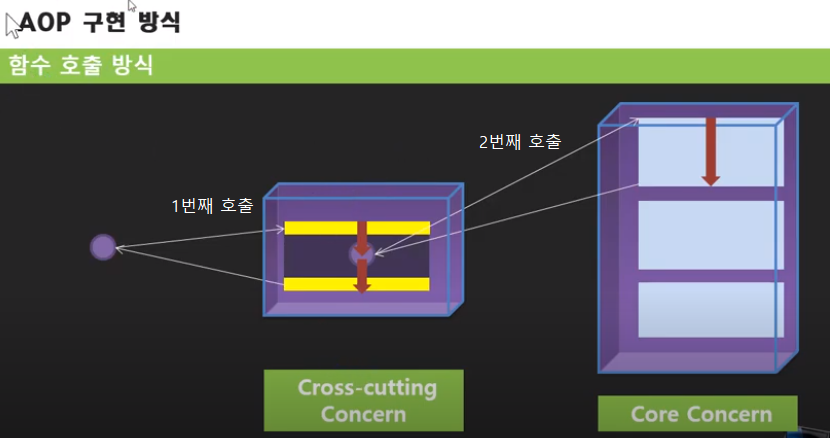 AOP 구현 방식
함수 호출 방식
2번째 호출
1번째 호출
Cross-cutting
Concern
Core Concern